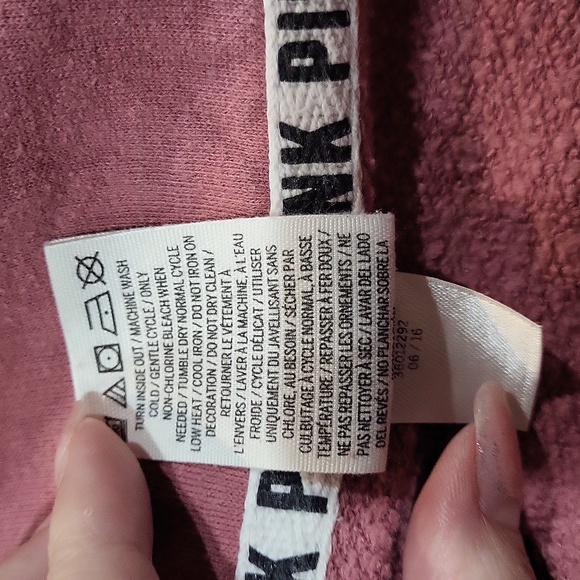 PINK PINK
TURN INSIDE OUT / MACHINE WASH
COLD / GENTLE CYCLE / ONLY
NON-CHLORINE BLEACH WHEN
NEEDED / TUMBLE DRY NORMAL CYCLE
LOW HEAT / COOL IRON / DO NOT IRON ON
DECORATION / DO NOT DRY CLEAN /
RETOURNER LE VÊTEMENT À
L'ENVERS / LAVER À LA MACHINE, À L'EAU
FROIDE / CYCLE DÉLICAT / UTILISER
UNIQUEMENT DU JAVELLISANT SANS
CHLORE, AU BESOIN / SÉCHER PAR
CULBUTAGE À CYCLE NORMAL À BASSE
TEMPÉRATURE / REPASSER À FER DOUX /
NE PAS REPASSER LES ORNEMENTS / NE
PAS NETTOYER À SEC / LAVAR DEL LADO
DEL REVÉS / NO PLANCHAR SOBRE LA
36012292
06 / 16